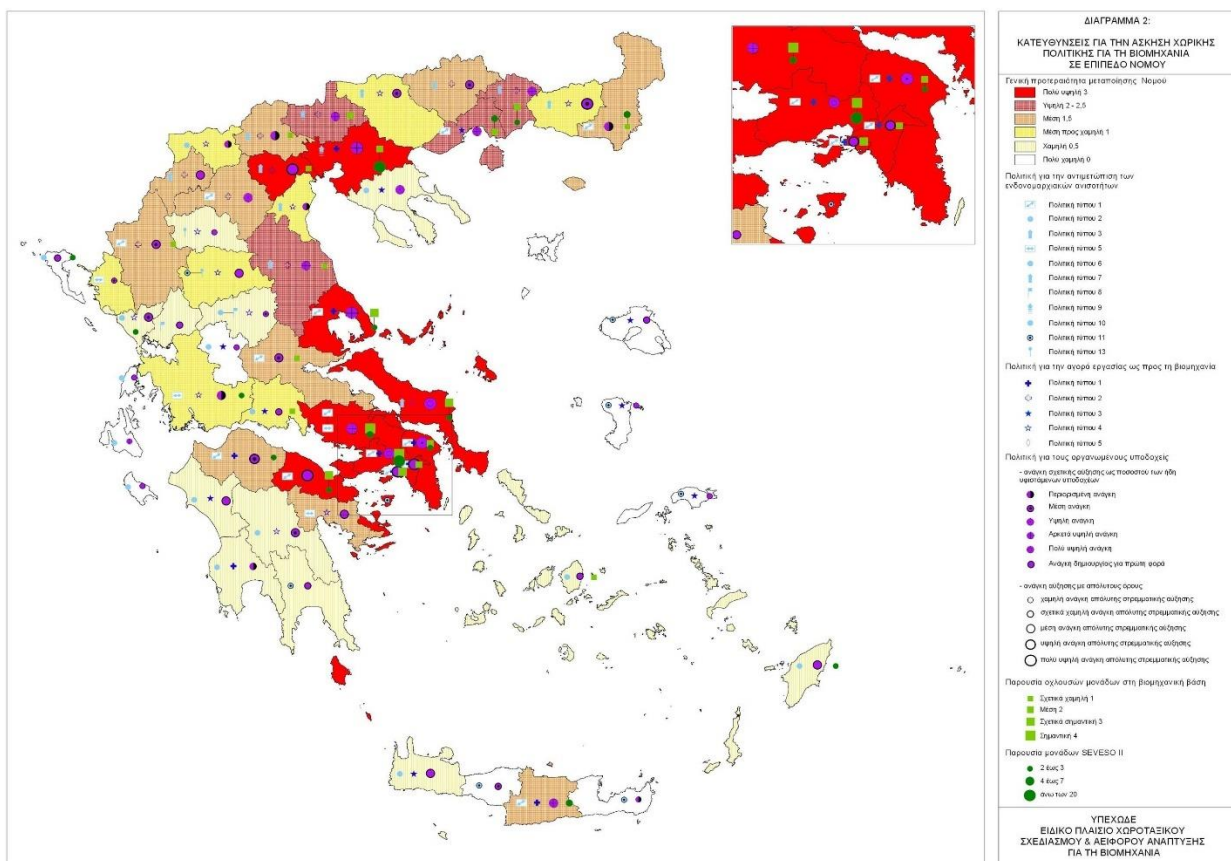 ΔΙΑΓΡΑΜΜΑ 2:
ΚΑΤΕΥΘΥΝΣΕΙΣ ΓΙΑ ΤΗΝ ΑΣΚΗΣΗ ΧΩΡΙΚΗΣ
ΠΟΛΙΤΙΚΗΣ ΓΙΑ ΤΗ ΒΙΟΜΗΧΑΝΙΑ
ΣΕ ΕΠΙΠΕΔΟ ΝΟΜΟΥ
Γενική προτεραιότητα μεταποίησης Νομού
Πολύ υψηλή 3
Υψηλή 2 - 2,5
Μέση 1,5
Μέση προς χαμηλή 1
Χαμηλή 0,5
Πολύ χαμηλή 0
Πολιτική για την αντιμετώπιση των
ενδονομαρχιακών ανισοτήτων
Πολιτική τύπου 1
Πολιτική τύπου 2
Πολιτική τύπου 3
Πολιτική τύπου 5
Πολιτική τύπου 6
Πολιτική τύπου 7
Πολιτική τύπου 8
Πολιτική τύπου 9
Πολιτική τύπου 10
Πολιτική τύπου 11
Πολιτική τύπου 13
Πολιτική για την αγορά εργασίας ως προς τη βιομηχανία
Πολιτική τύπου 1
Πολιτική τύπου 2
Πολιτική τύπου 3
Πολιτική τύπου 4
Πολιτική τύπου 5
Πολιτική για τους οργανωμένους υποδοχείς
- ανάγκη σχετικής αύξησης ως ποσοστού των ήδη
υφιστάμενων υποδοχέων
Περιορισμένη ανάγκη
Μέση ανάγκη
Υψηλή ανάγκη
Αρκετά υψηλή ανάγκη
Πολύ υψηλή ανάγκη
Ανάγκη δημιουργίας για πρώτη φορά
- ανάγκη αύξησης με απόλυτους όρους
χαμηλή ανάγκη απόλυτης στρεμματικής αύξησης
σχετικά χαμηλή ανάγκη απόλυτης στρεμματικής αύξησης
μέση ανάγκη απόλυτης στρεμματικής αύξησης
υψηλή ανάγκη απόλυτης στρεμματικής αύξησης
πολύ υψηλή ανάγκη απόλυτης στρεμματικής αύξησης
Παρουσία οχλουσών μονάδων στη βιομηχανική βάση
Σχετικά χαμηλή 1
Μέση 2
Σχετικά σημαντική 3
Σημαντική 4
Παρουσία μονάδων SEVESO II
2 έως 3
4 έως 7
άνω των 20
ΥΠΕΧΩΔΕ
ΕΙΔΙΚΟ ΠΛΑΙΣΙΟ ΧΩΡΟΤΑΞΙΚΟΥ
ΣΧΕΔΙΑΣΜΟΥ & ΑΕΙΦΟΡΟΥ ΑΝΑΠΤΥΞΗΣ
ΓΙΑ ΤΗ ΒΙΟΜΗΧΑΝΙΑ